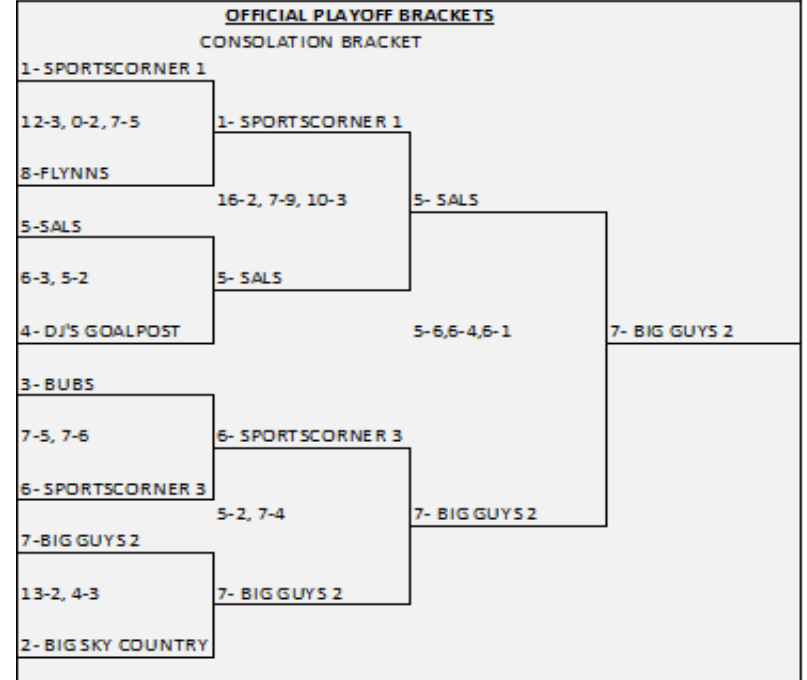 OFFICIAL PLAYOFF BRACKETS
CONSOLATION BRACKET
1- SPORTSCORNER 1
12-3, 0-2, 7-5
1- SPORTSCORNER 1
8-FLYNNS
16-2, 7-9, 10-3
5- SALS
5-SALS
6-3, 5-2
5- SALS
4- DJ'S GOALPOST
5-6,6-4,6-1
7- BIG GUYS 2
3- BUBS
7-5, 7-6
6- SPORTSCORNER 3
6- SPORTSCORNER 3
5-2, 7-4
7- BIG GUYS 2
7-BIG GUYS 2
13-2, 4-3
7- BIG GUYS 2
2- BIG SKY COUNTRY